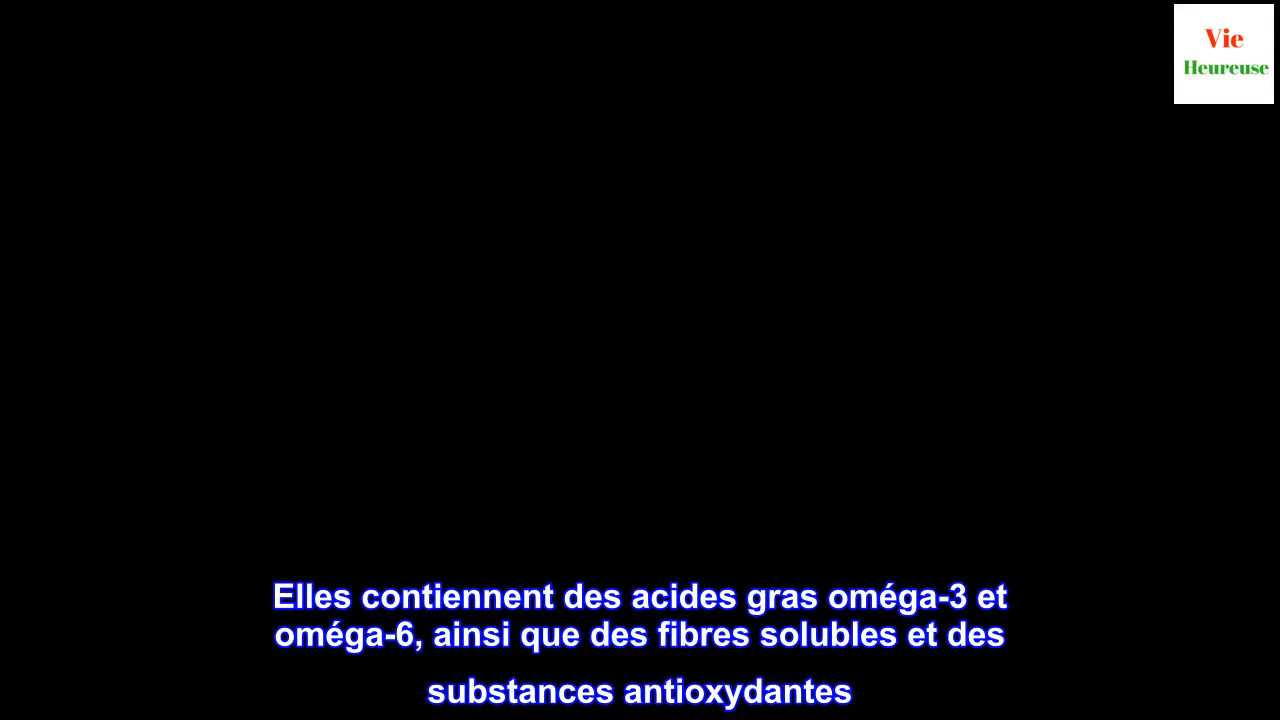 Vie
Heureuse
Elles contiennent des acides gras oméga-3 et
oméga-6, ainsi que des fibres solubles et des
substances antioxydantes